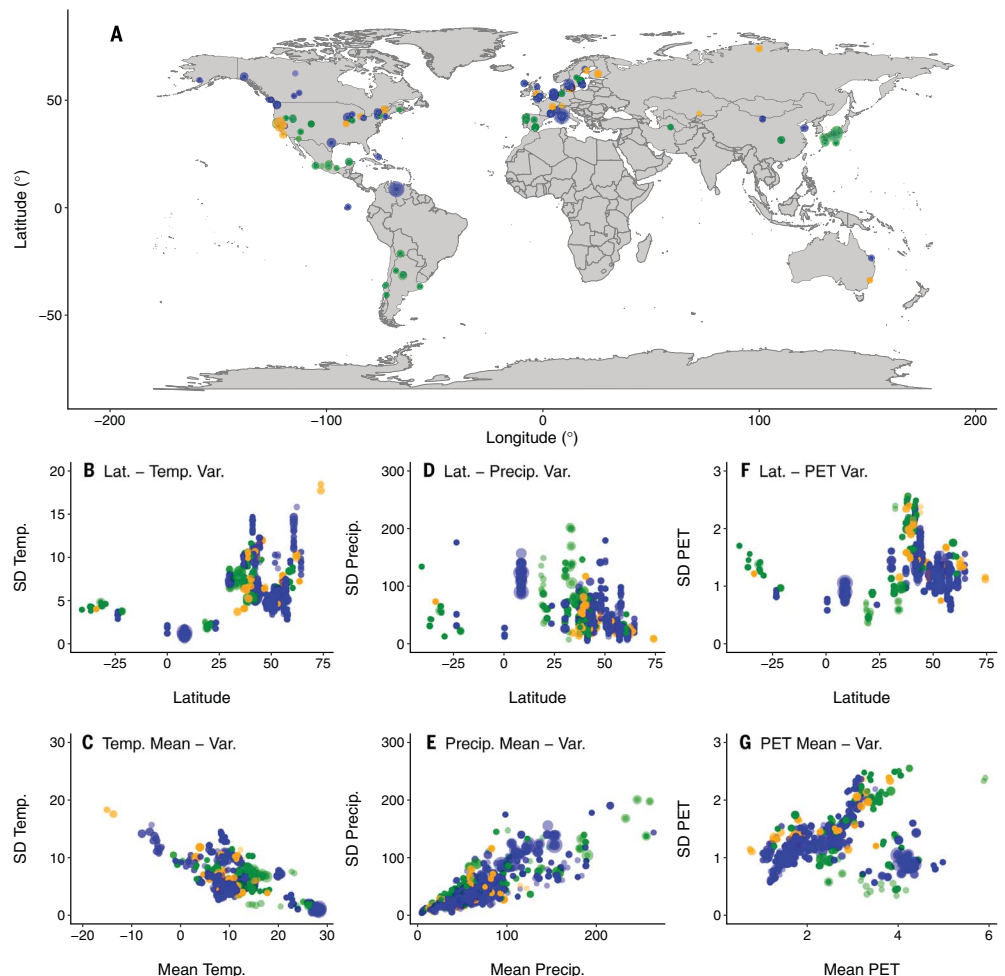 A
50
0
−50
Latitude (°)
−200
−100
0
100
200
Longitude (°)
B Lat. − Temp. Var.
20
15
10
5
0
SD Temp.
−25
0
25
50
75
Latitude
D Lat. − Precip. Var.
300
200
100
0
SD Precip.
−25
0
25
50
75
Latitude
F Lat. − PET Var.
3
2
1
0
SD PET
−25
0
25
50
75
Latitude
C Temp. Mean − Var.
30
20
10
0
SD Temp.
−20
−10
0
10
20
30
Mean Temp.
E Precip. Mean − Var.
300
200
100
0
SD Precip.
0
100
200
Mean Precip.
G PET Mean − Var.
3
2
1
0
SD PET
2
4
6
Mean PET